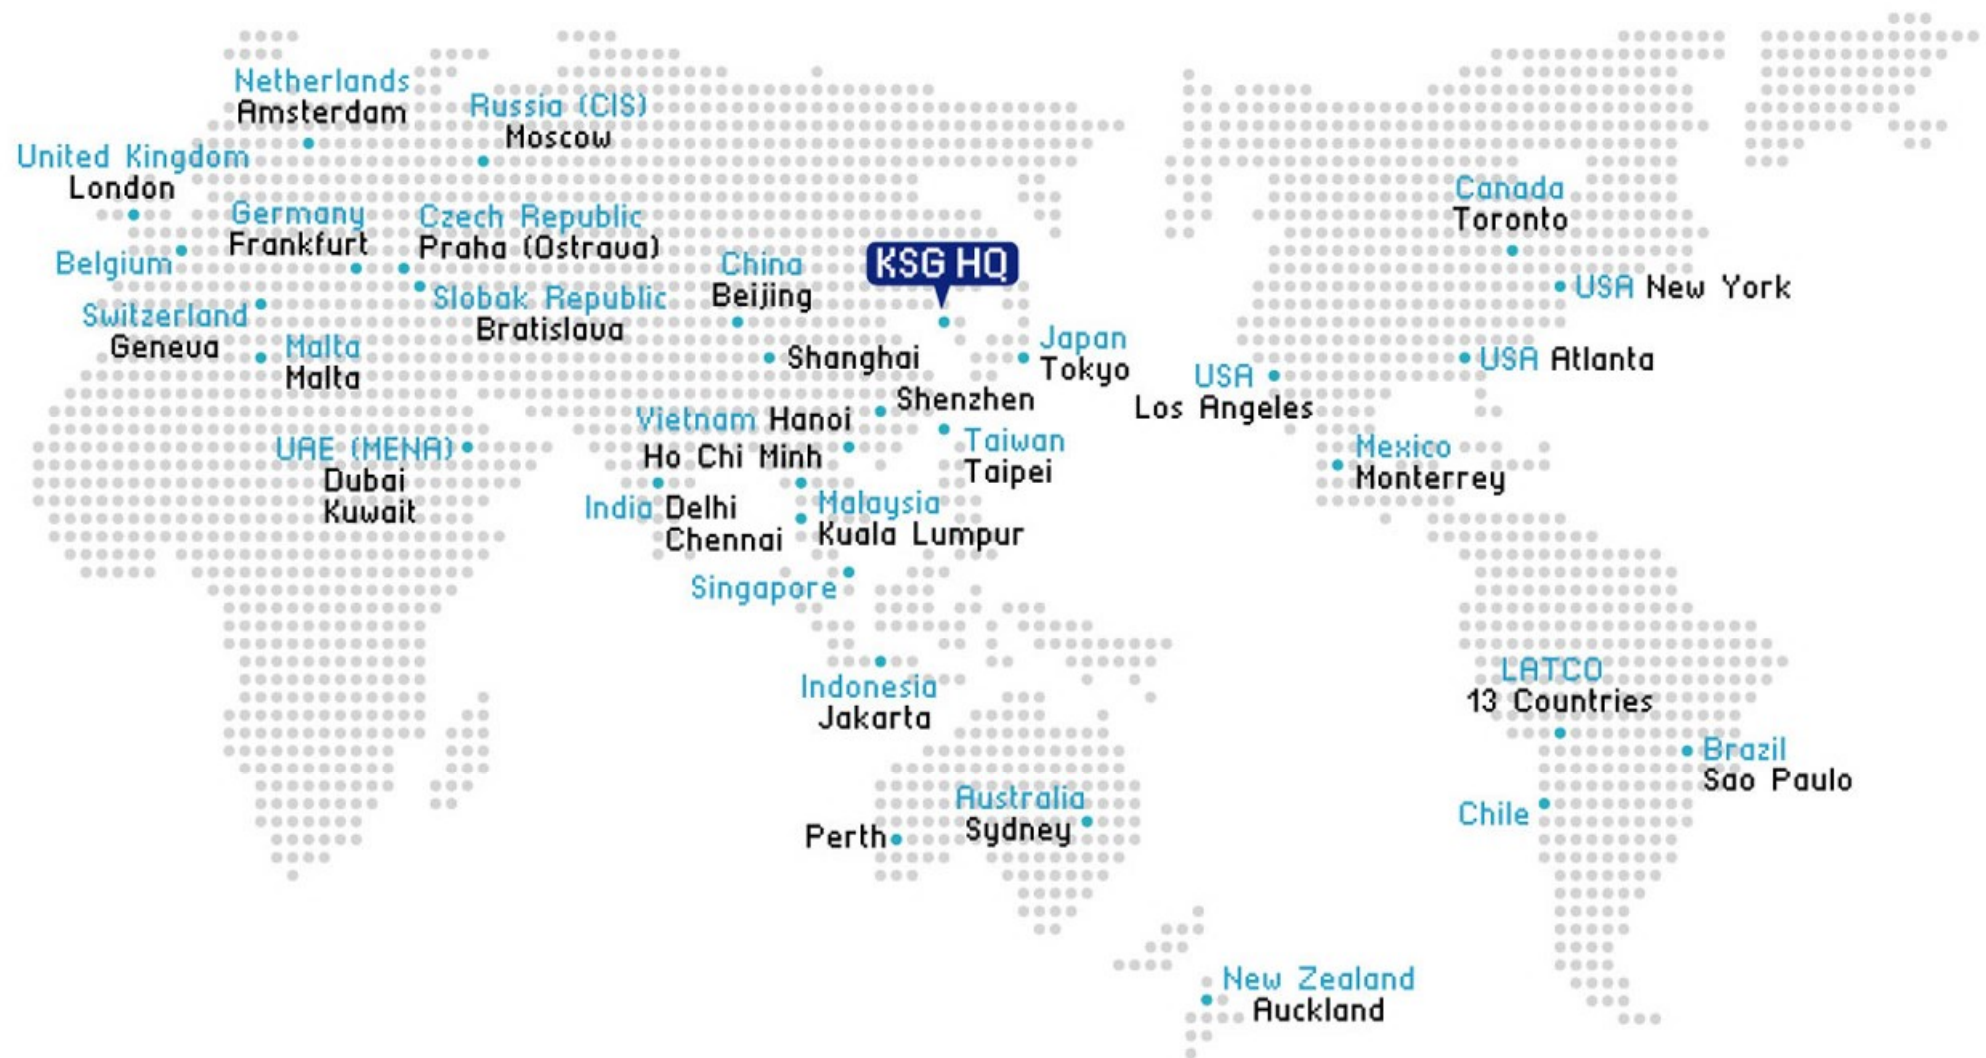 Netherlands
Amsterdam
Russia (CIS)
Moscow
United Kingdom
London
Germany
Frankfurt
Czech Republic
Praha (Ostrava)
Belgium
Slobak Republic
Bratislava
Switzerland
Geneva
Malta
Malta
China
Beijing
Shanghai
KSG HQ
Japan
Tokyo
Shenzhen
Vietnam Hanoi
Ho Chi Minh
Taiwan
Taipei
UAE (MENA)
Dubai
Kuwait
India Delhi
Chennai
Malaysia
Kuala Lumpur
Singapore
Indonesia
Jakarta
Perth
Australia
Sydney
New Zealand
Auckland
Canada
Toronto
USA New York
USA Atlanta
USA
Los Angeles
Mexico
Monterrey
LATCO
13 Countries
Brazil
Sao Paulo
Chile